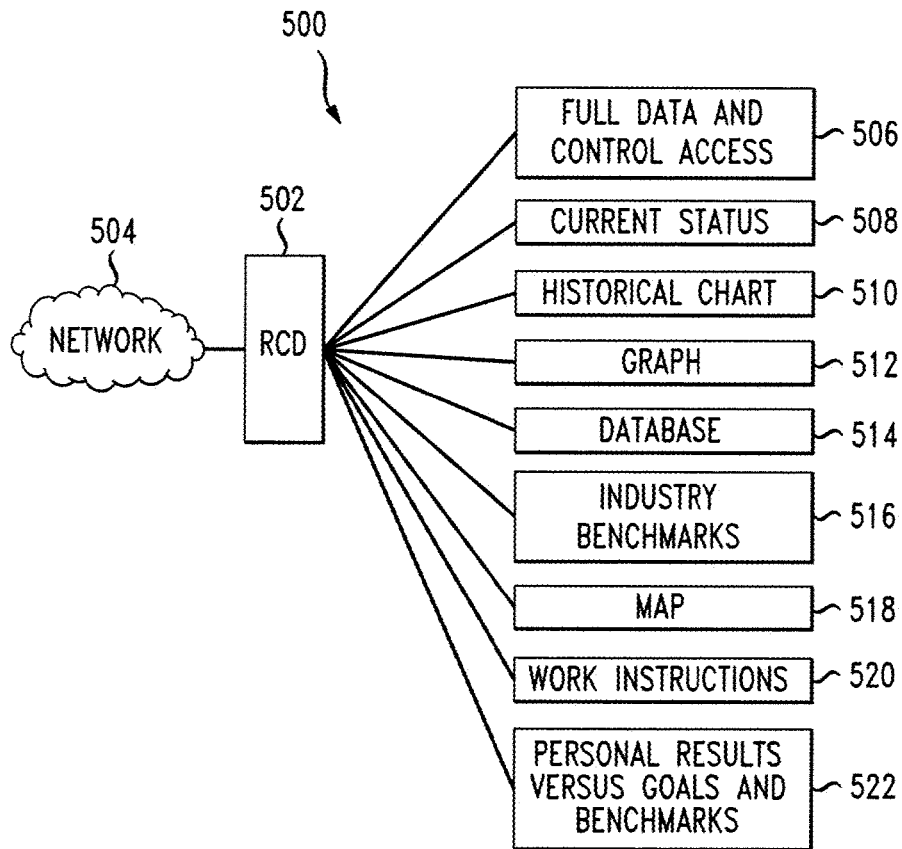 500
FULL DATA AND
CONTROL ACCESS
506
502
504
CURRENT STATUS
508
HISTORICAL CHART
510
NETWORK
RCD
GRAPH
512
DATABASE
514
INDUSTRY
BENCHMARKS
516
MAP
518
WORK INSTRUCTIONS
520
PERSONAL RESULTS
VERSUS GOALS AND
BENCHMARKS
522